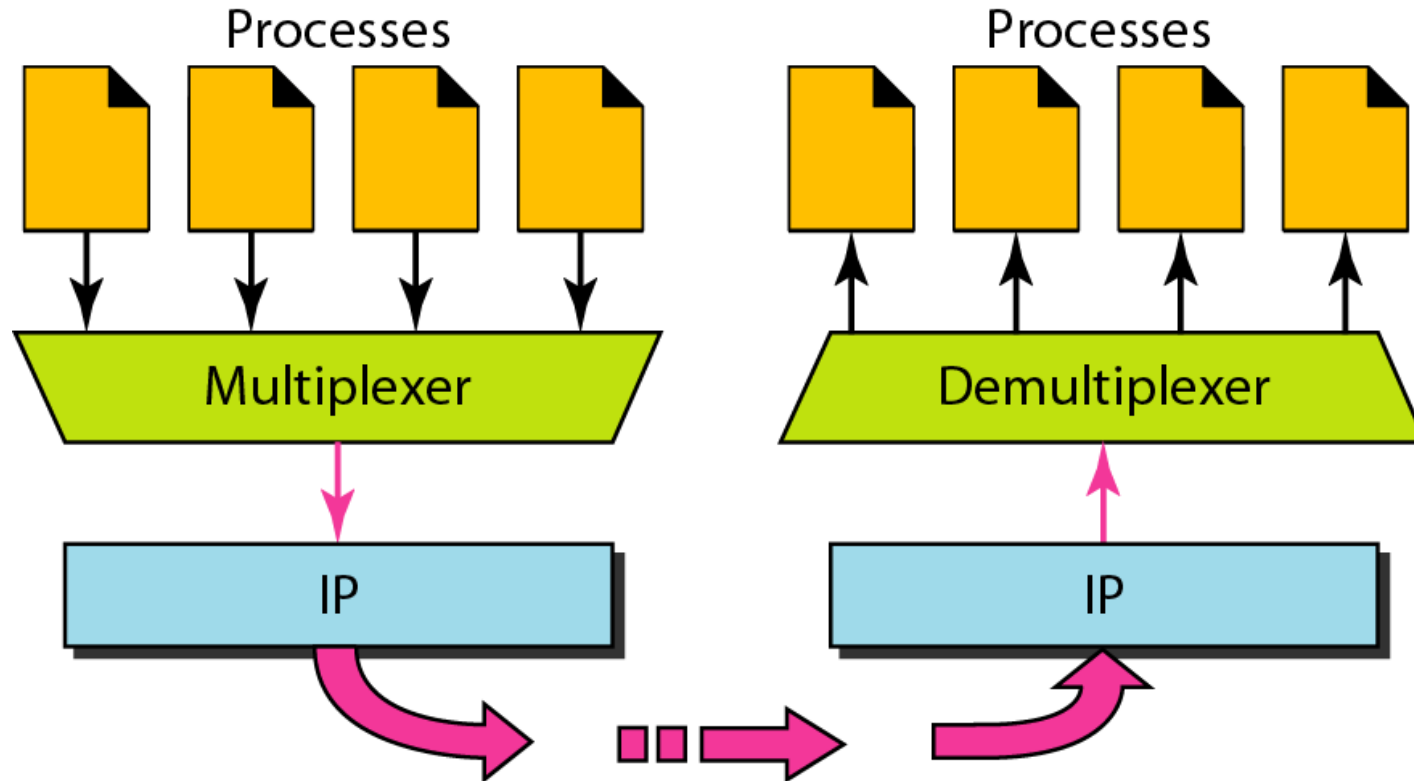 Processes
Processes
Multiplexer
Demultiplexer
IP
IP